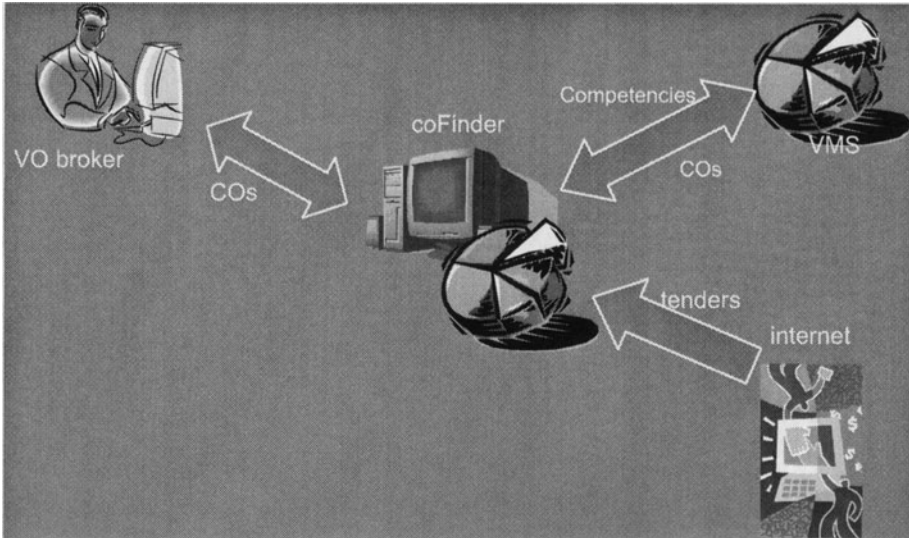 VO broker
COs
coFinder
Competencies
COs
VMS
tenders
internet